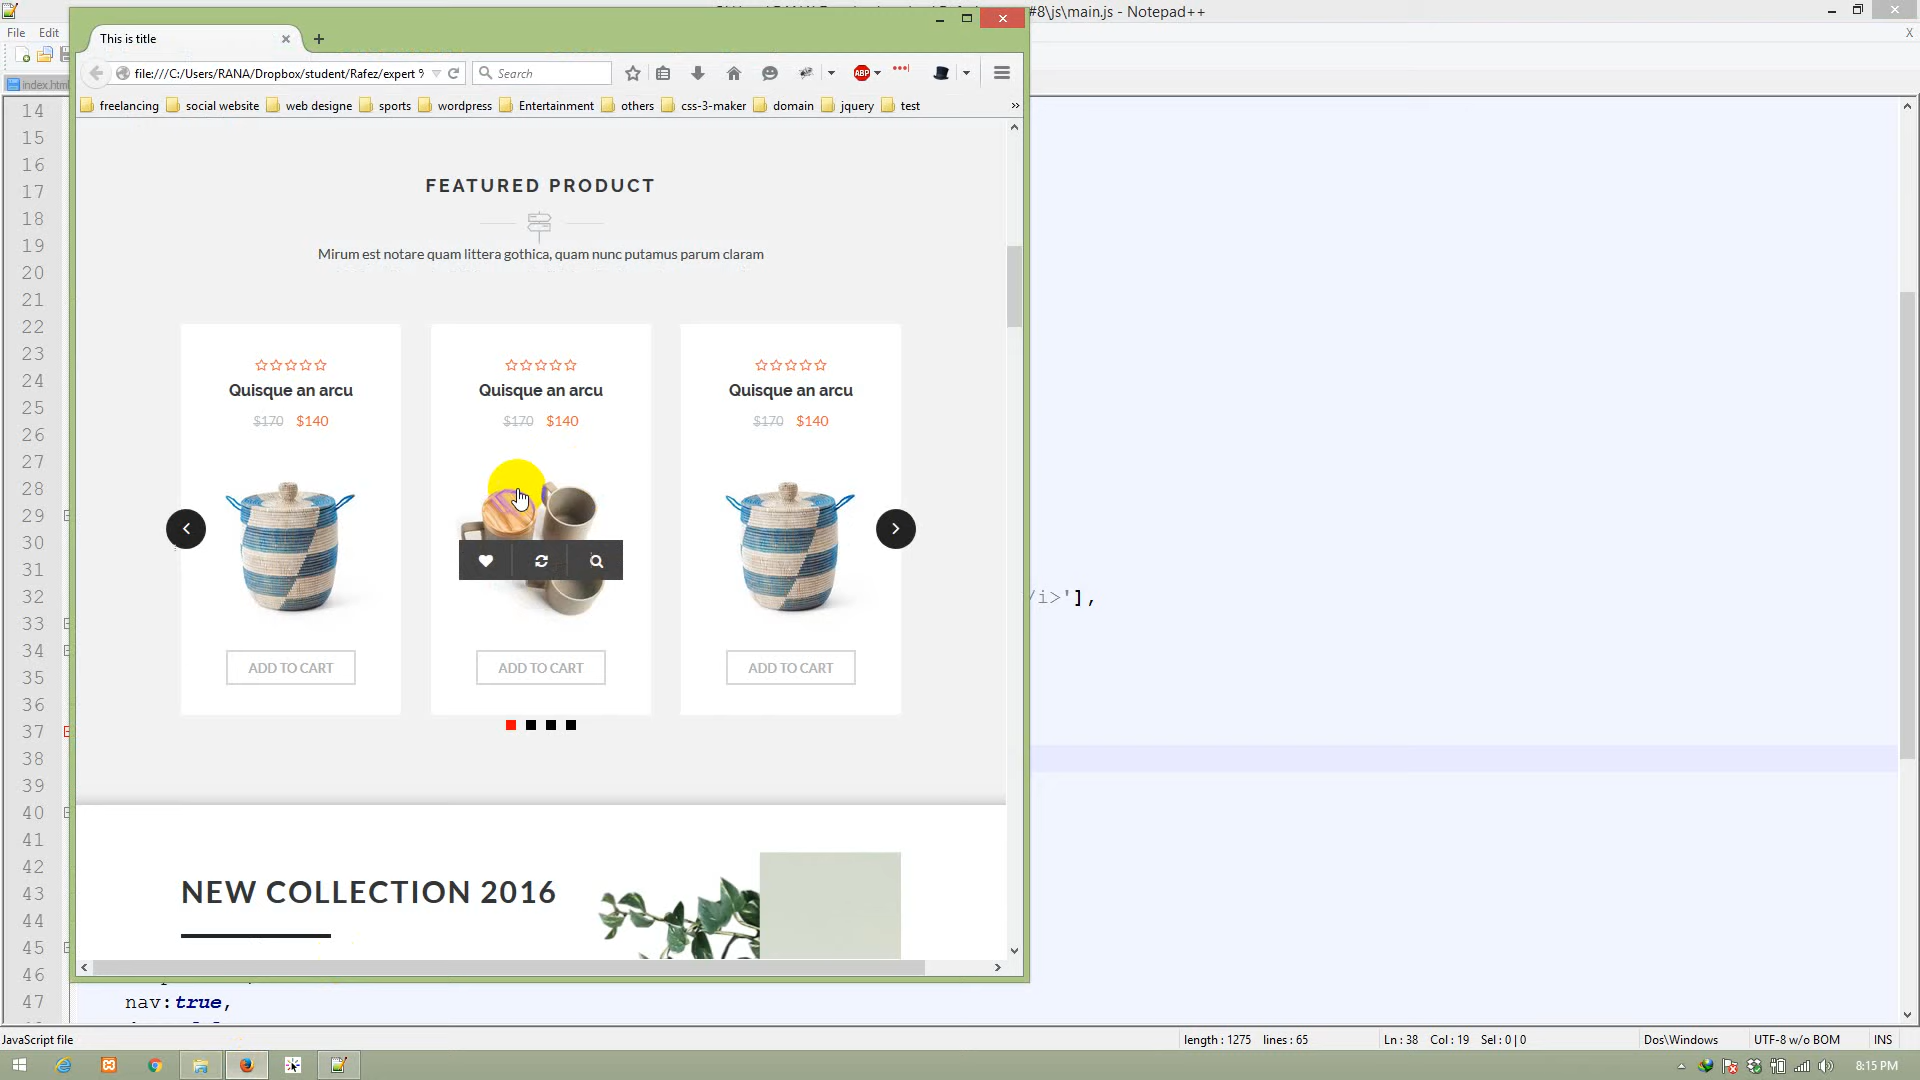 #8\js\main.js - Notepad++
File Edit
X
This is title
file:///C:/Users/RANA/Dropbox/student/Rafez/expert
Search
ABP
index.html
freelancing social website web designe sports wordpress Entertainment others css-3-maker domain jquery test »
14
15
16
17
18
19
20
21
22
23
24
25
26
27
28
29
30
31
32
33
34
35
36
37
38
39
40
41
42
43
44
45
46
47
FEATURED PRODUCT
Mirum est notare quam littera gothica, quam nunc putamus parum claram
Quisque an arcu Quisque an arcu Quisque an arcu
$170 $140 $170 $140 $170 $140
ADD TO CART ADD TO CART ADD TO CART
/i>'],
NEW COLLECTION 2016
nav:true,
JavaScript file length : 1275 lines : 65 Ln : 38 Col : 19 Sel : 0 | 0 Dos\Windows UTF-8 w/o BOM INS
8:15 PM